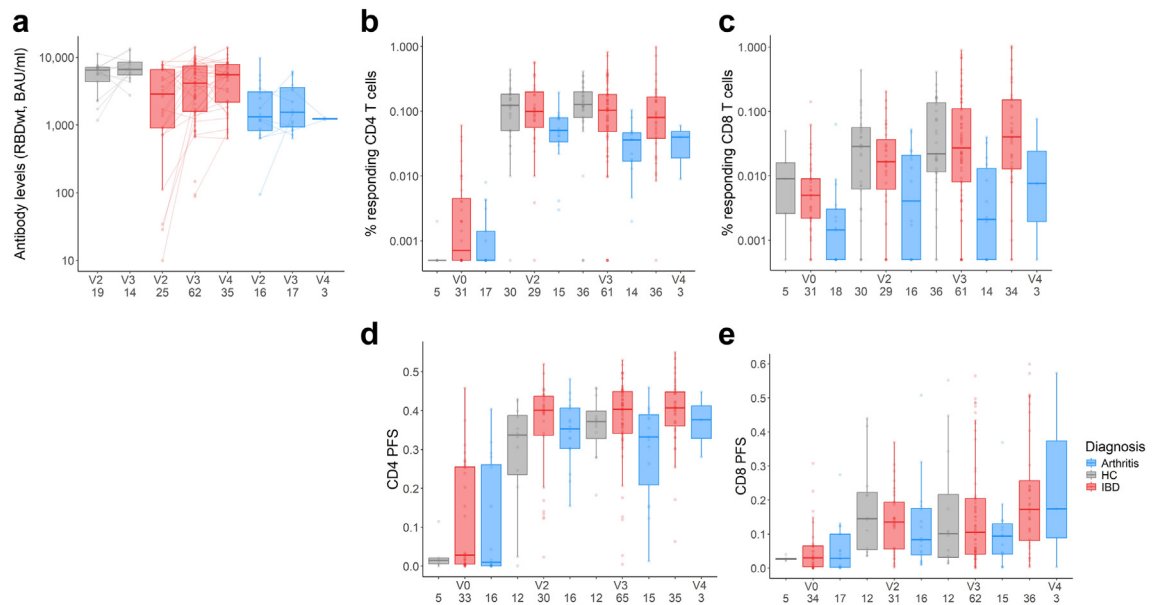 a
Antibody levels (RBDwt, BAU/ml)
10,000
1,000
100
10
V2 V3 V2 V3 V4 V2 V3 V4
19 14 25 62 35 16 17 3
b
% responding CD4 T cells
1.000
0.100
0.010
0.001
V0 V2 V3 V4
5 31 17 30 29 15 36 61 14 36 3
c
% responding CD8 T cells
1.000
0.100
0.010
0.001
V0 V2 V3 V4
5 31 18 30 29 16 36 61 14 34 3
d
CD4 PFS
0.5
0.4
0.3
0.2
0.1
0.0
V0 V2 V3 V4
5 33 16 12 30 16 12 65 15 35 3
e
CD8 PFS
0.6
0.5
0.4
0.3
0.2
0.1
0.0
V0 V2 V3 V4
5 34 17 12 31 16 12 62 15 36 3
Diagnosis
Arthritis
HC
IBD